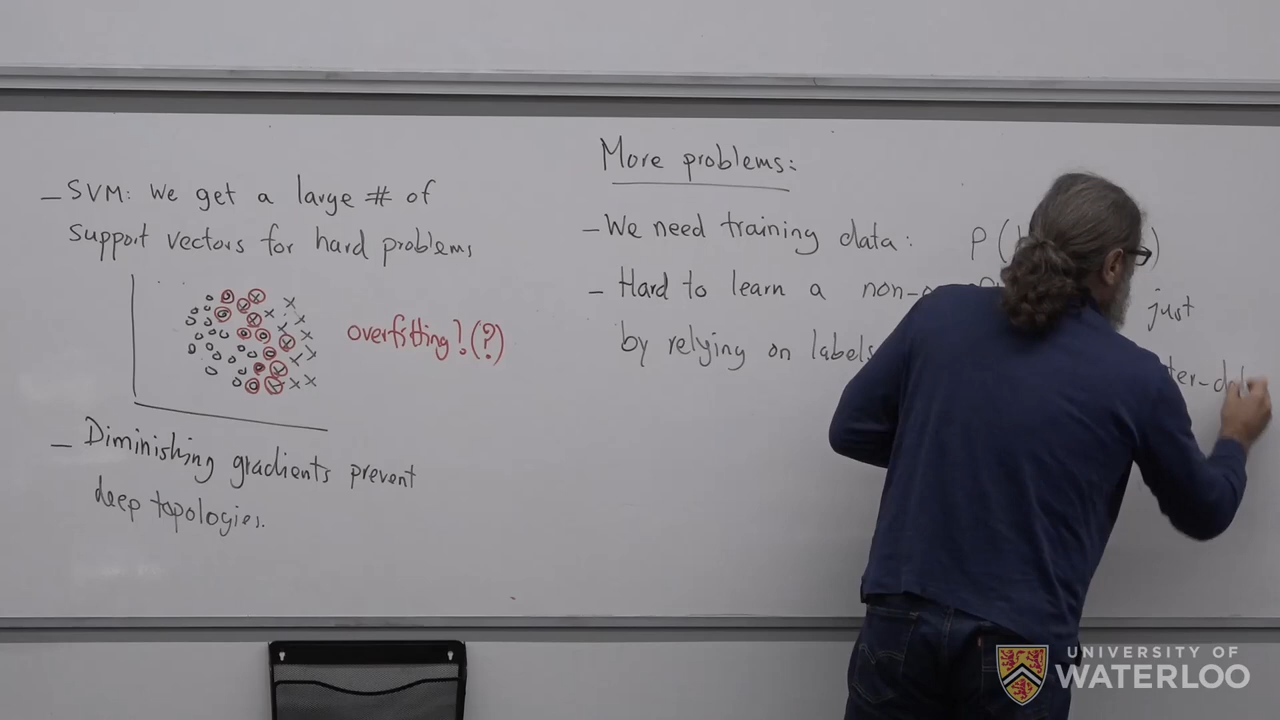 - SVM: We get a large # of
support vectors for hard problems
overfitting! (?)
- Diminishing gradients prevent
deep topologies.
More problems:
- We need training data: P( )
- Hard to learn a non- just
by relying on labels
UNIVERSITY OF
WATERLOO